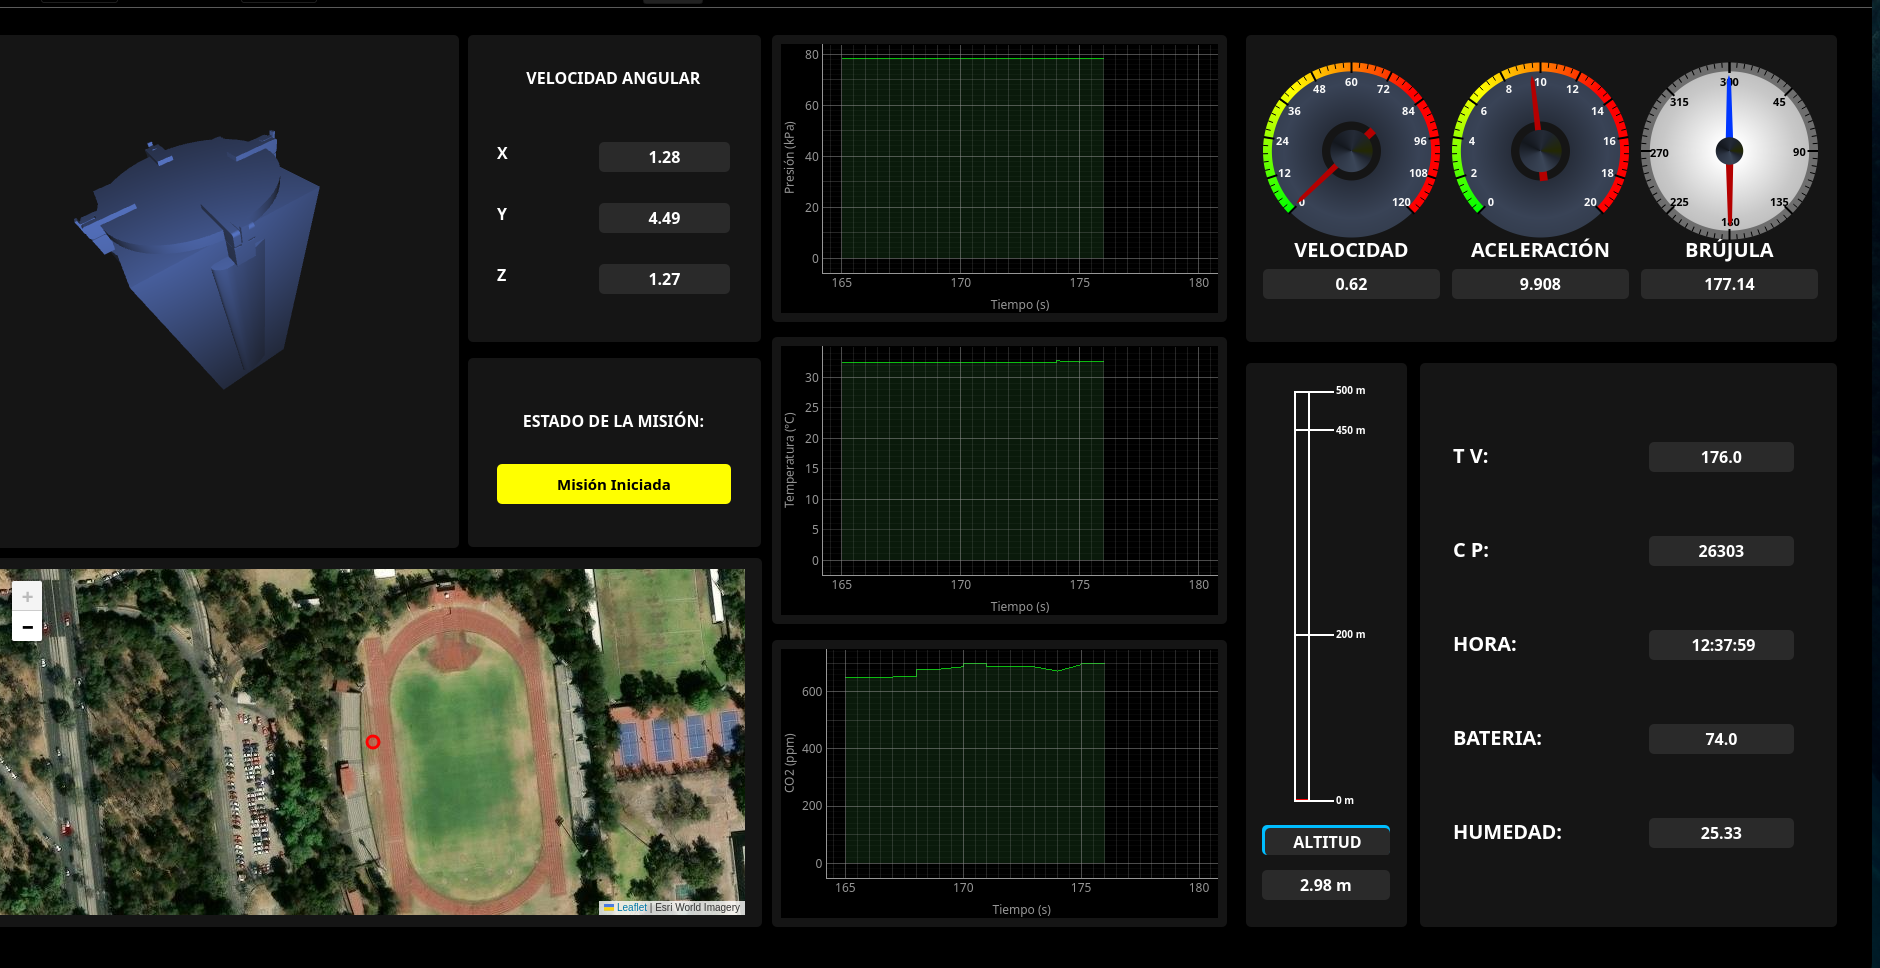 VELOCIDAD ANGULAR
X
1.28
Y
4.49
Z
1.27
ESTADO DE LA MISIÓN:
Misión Iniciada
+
−
Leaflet | Esri World Imagery
Presión (kPa)
80
60
40
20
0
165 170 175 180
Tiempo (s)
Temperatura (°C)
30
25
20
15
10
5
0
165 170 175 180
Tiempo (s)
CO2 (ppm)
600
400
200
0
165 170 175 180
Tiempo (s)
0 12 24 36 48 60 72 84 96 108 120
VELOCIDAD
0.62
0 2 4 6 8 10 12 14 16 18 20
ACELERACIÓN
9.908
45 90 135 180 225 270 315
BRÚJULA
177.14
500 m
450 m
200 m
0 m
ALTITUD
2.98 m
T V:
176.0
C P:
26303
HORA:
12:37:59
BATERIA:
74.0
HUMEDAD:
25.33